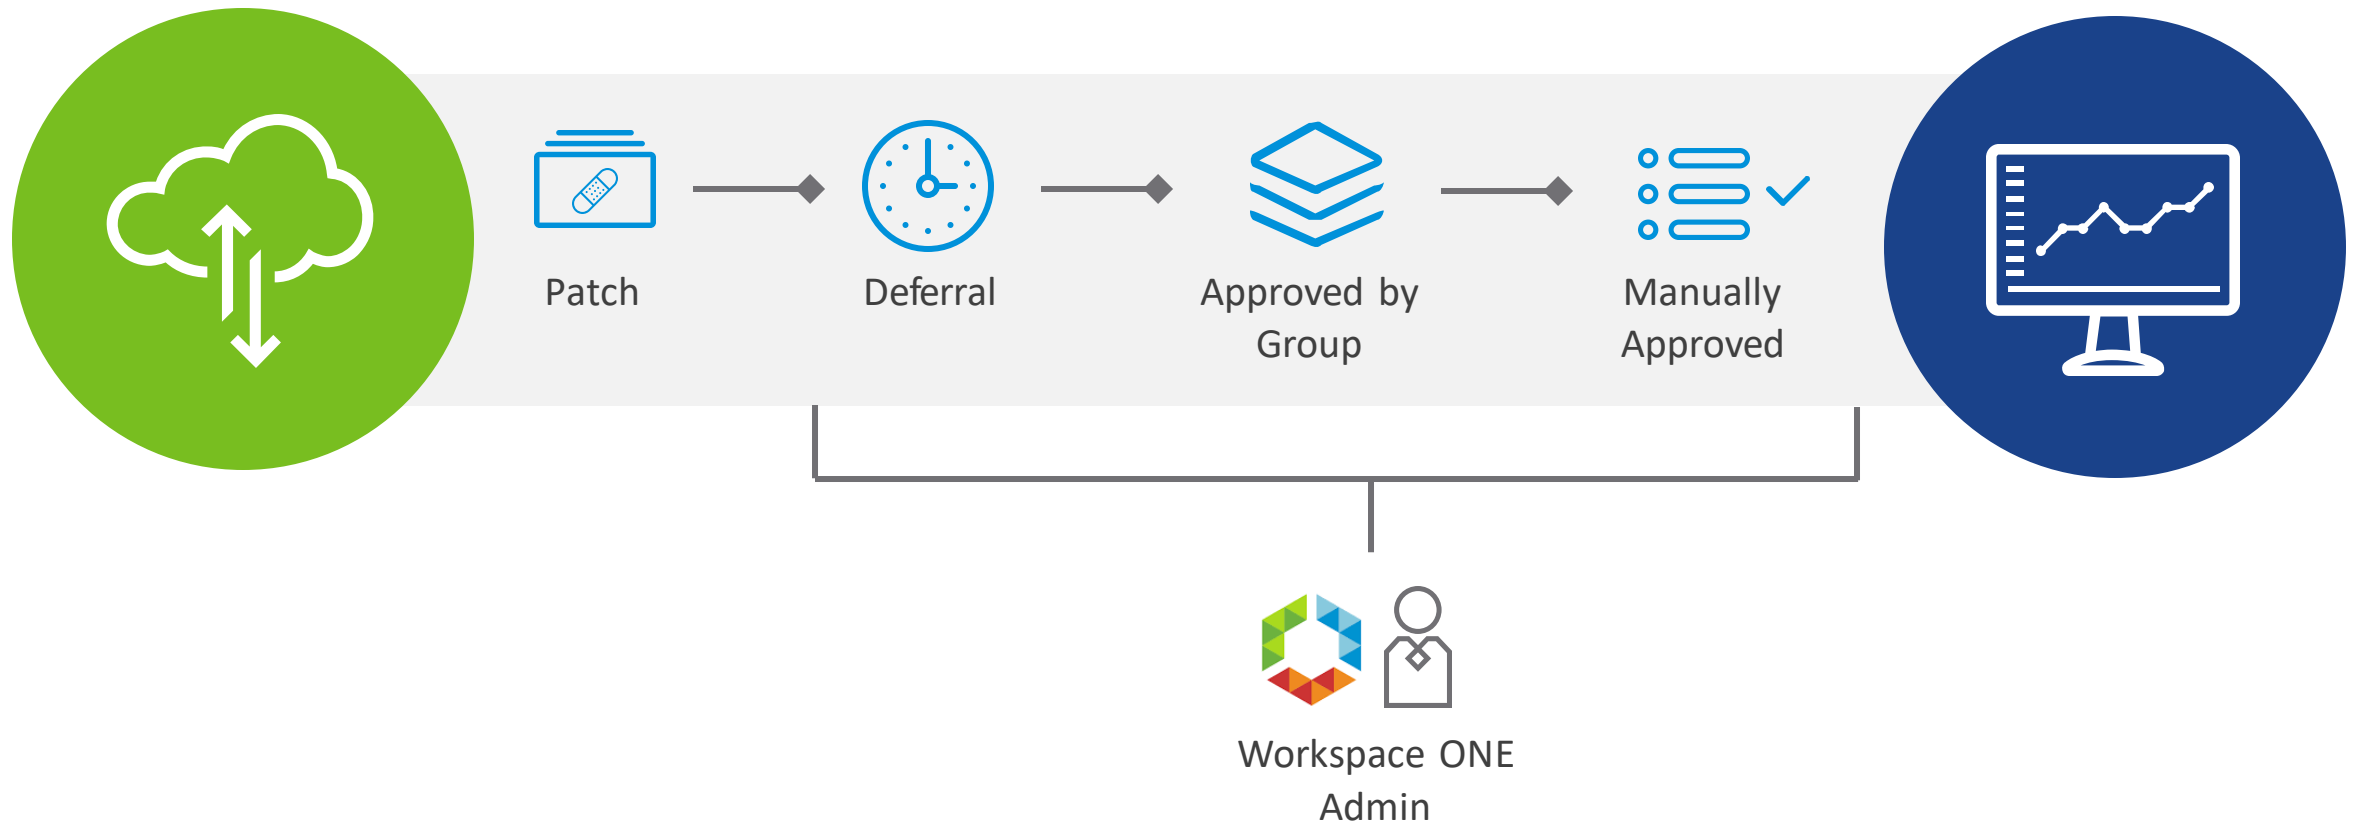 Patch
Deferral
Approved by
Group
Manually
Approved
Workspace ONE
Admin